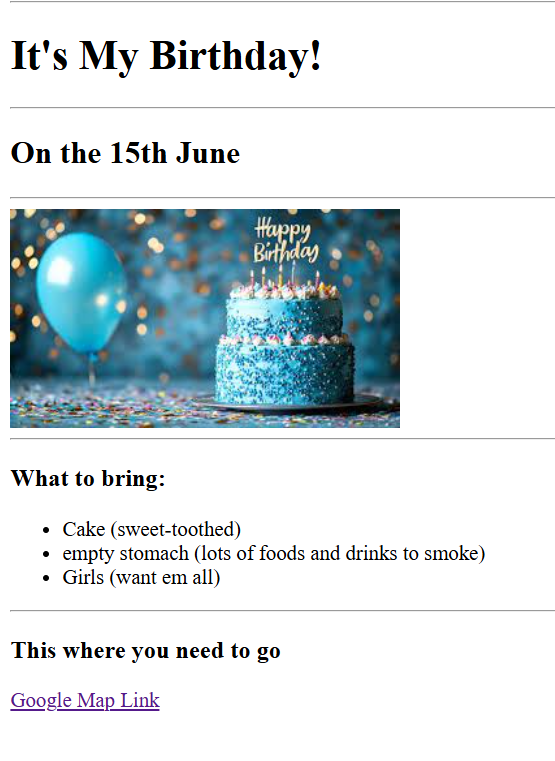 It's My Birthday!
On the 15th June
Happy
Birthday
What to bring:
Cake (sweet-toothed)
empty stomach (lots of foods and drinks to smoke)
Girls (want em all)
This where you need to go
Google Map Link